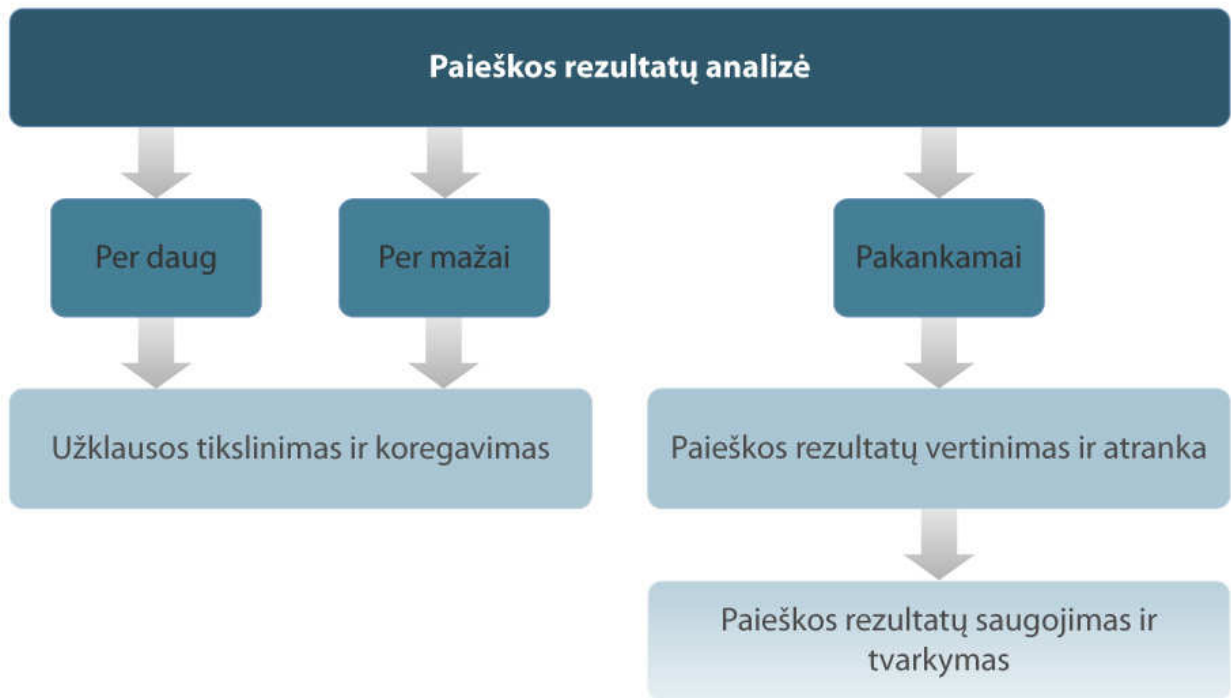 Paieškos rezultatų analizė
Per daug
Per mažai
Pakankamai
Užklausos tikslinimas ir koregavimas
Paieškos rezultatų vertinimas ir atranka
Paieškos rezultatų saugojimas ir
tvarkymas